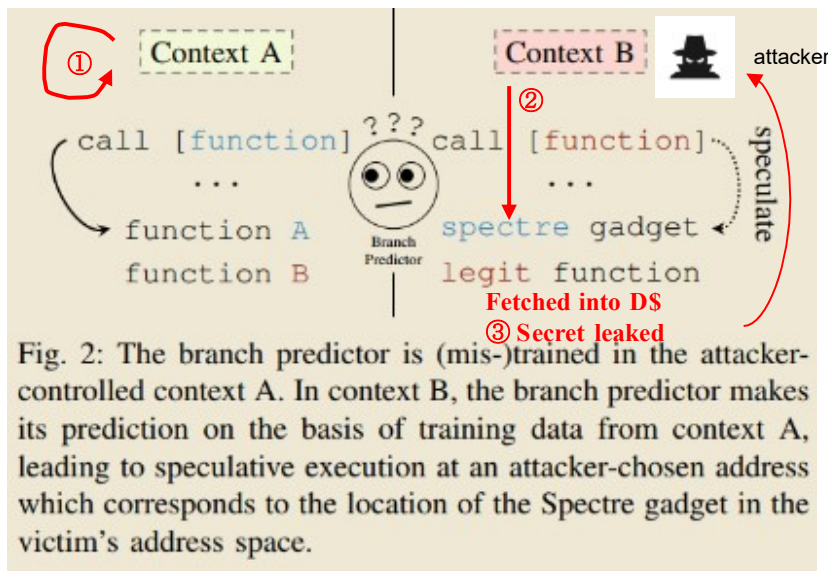 ①
Context A
Context B
attacker
②
? ? ?
call [function]
call [function]
...
...
speculate
function A
spectre gadget
Branch
Predictor
function B
legit function
Fetched into D$
③ Secret leaked
Fig. 2: The branch predictor is (mis-)trained in the attacker-
controlled context A. In context B, the branch predictor makes
its prediction on the basis of training data from context A,
leading to speculative execution at an attacker-chosen address
which corresponds to the location of the Spectre gadget in the
victim's address space.